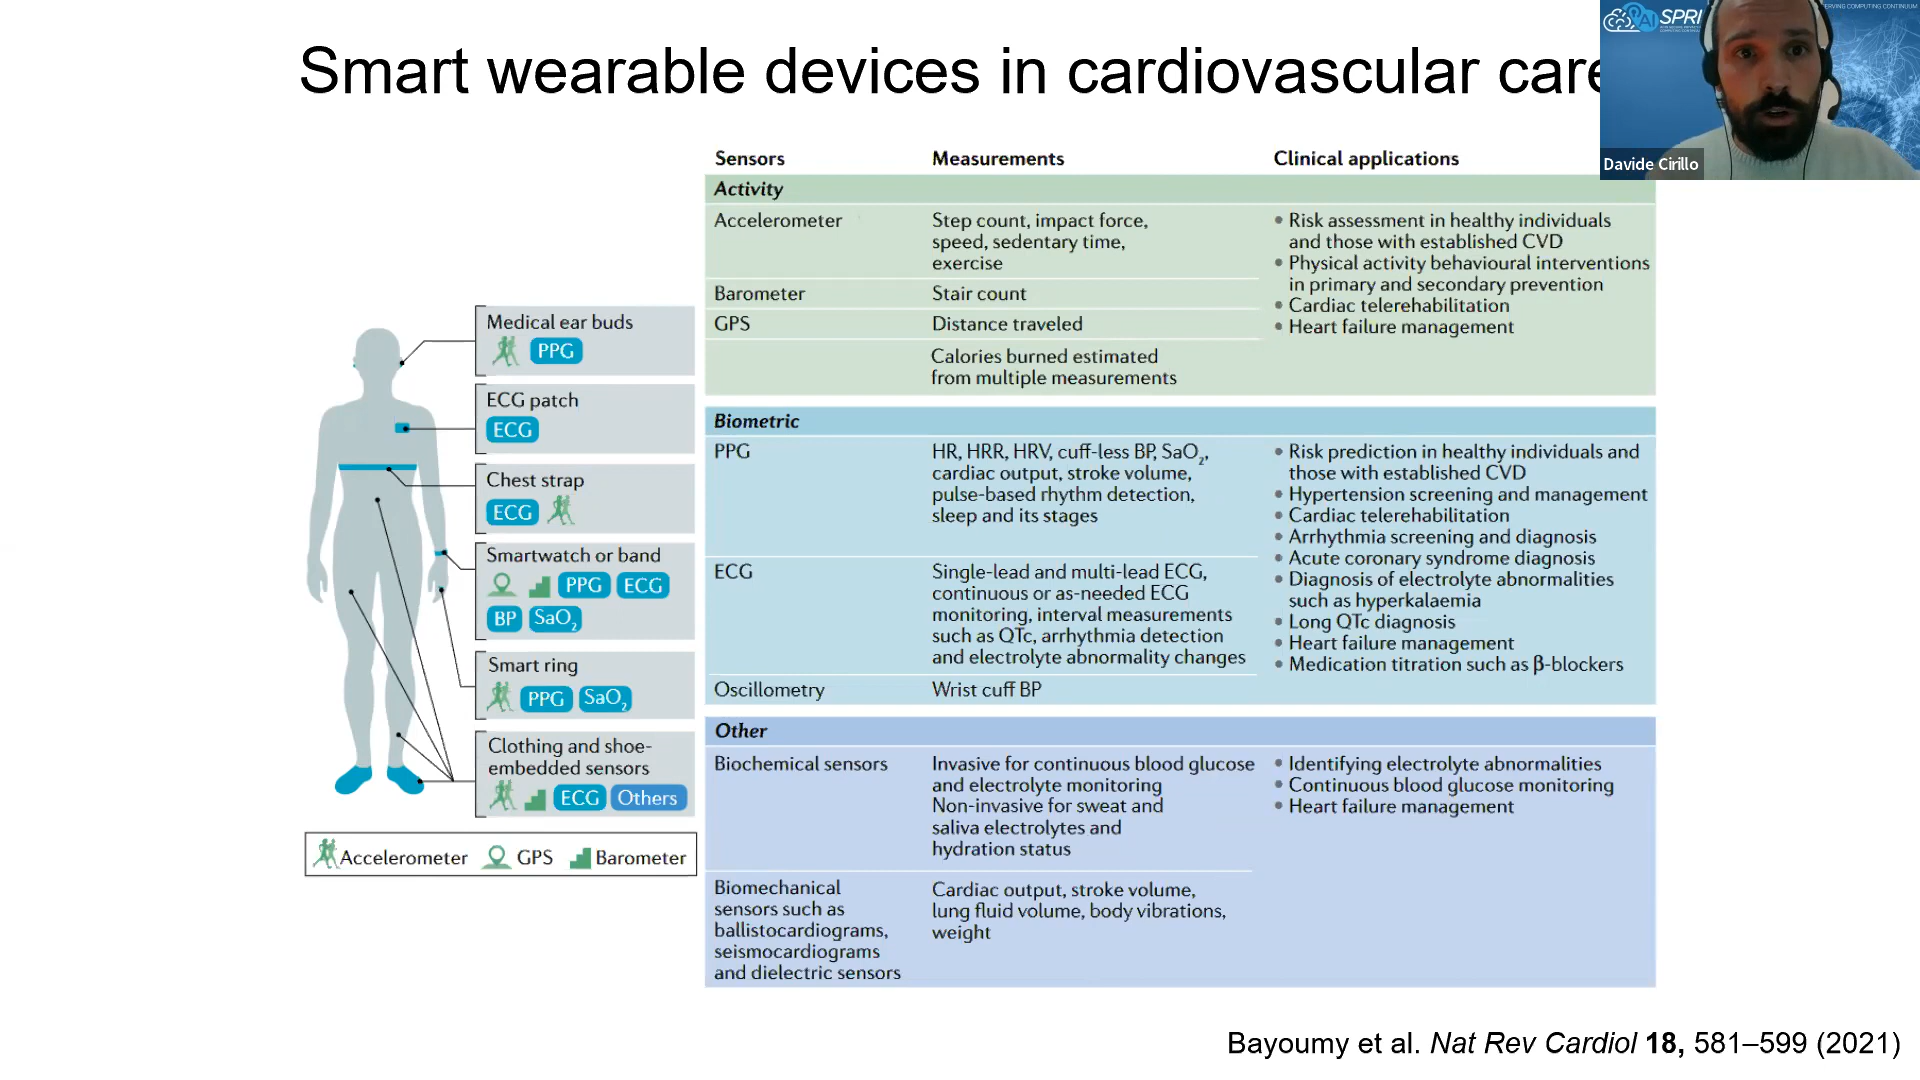 Smart wearable devices in cardiovascular care
SPRI
ERVING COMPUTING CONTINUUM
Davide Cirillo
Medical ear buds
PPG
ECG patch
ECG
Chest strap
ECG
Smartwatch or band
PPG ECG
BP SaO₂
Smart ring
PPG SaO₂
Clothing and shoe-
embedded sensors
ECG Others
Accelerometer GPS Barometer
Sensors Measurements Clinical applications
Activity
Accelerometer
Step count, impact force,
speed, sedentary time,
exercise
Barometer
Stair count
GPS
Distance traveled
Calories burned estimated
from multiple measurements
• Risk assessment in healthy individuals
and those with established CVD
• Physical activity behavioural interventions
in primary and secondary prevention
• Cardiac telerehabilitation
• Heart failure management
Biometric
PPG
HR, HRR, HRV, cuff-less BP, SaO₂,
cardiac output, stroke volume,
pulse-based rhythm detection,
sleep and its stages
ECG
Single-lead and multi-lead ECG,
continuous or as-needed ECG
monitoring, interval measurements
such as QTc, arrhythmia detection
and electrolyte abnormality changes
Oscillometry
Wrist cuff BP
• Risk prediction in healthy individuals and
those with established CVD
• Hypertension screening and management
• Cardiac telerehabilitation
• Arrhythmia screening and diagnosis
• Acute coronary syndrome diagnosis
• Diagnosis of electrolyte abnormalities
such as hyperkalaemia
• Long QTc diagnosis
• Heart failure management
• Medication titration such as β-blockers
Other
Biochemical sensors
Invasive for continuous blood glucose
and electrolyte monitoring
Non-invasive for sweat and
saliva electrolytes and
hydration status
• Identifying electrolyte abnormalities
• Continuous blood glucose monitoring
• Heart failure management
Biomechanical
sensors such as
ballistocardiograms,
seismocardiograms
and dielectric sensors
Cardiac output, stroke volume,
lung fluid volume, body vibrations,
weight
Bayoumy et al. Nat Rev Cardiol 18, 581–599 (2021)